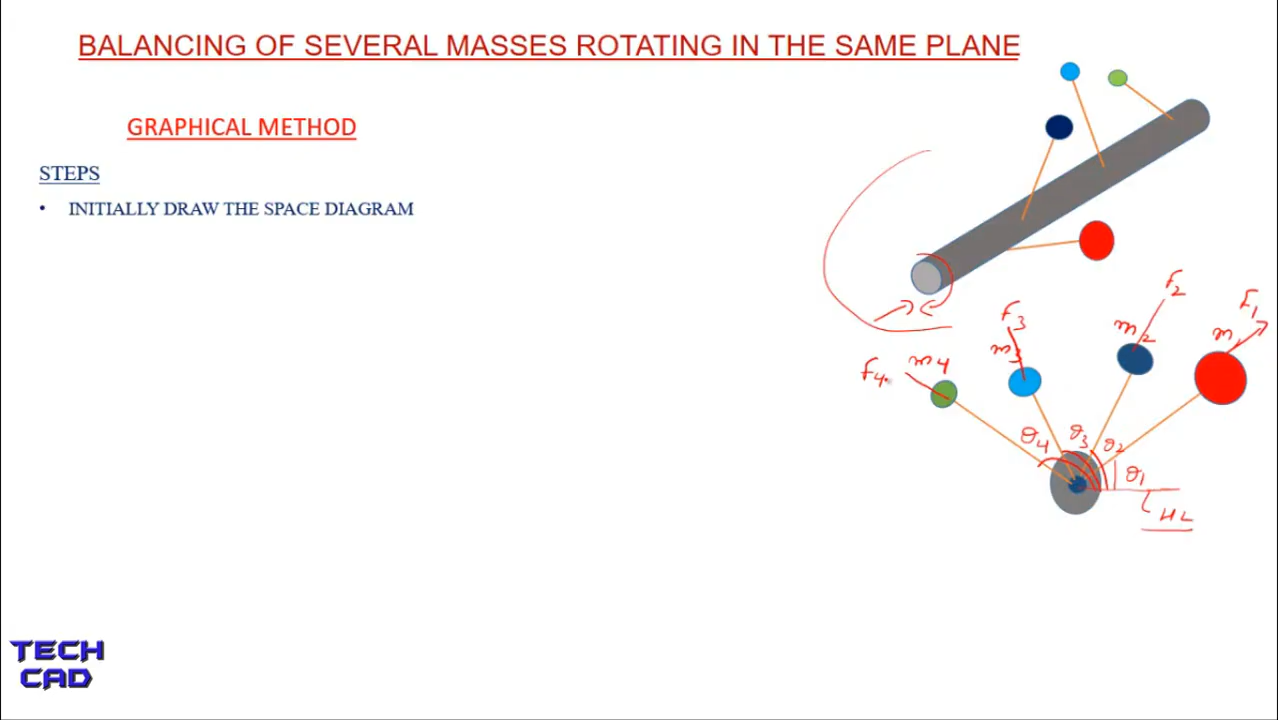 BALANCING OF SEVERAL MASSES ROTATING IN THE SAME PLANE
GRAPHICAL METHOD
STEPS
• INITIALLY DRAW THE SPACE DIAGRAM
F2
F1
F3
m2
m1
m3
F4
m4
θ4
θ3
θ2
θ1
HL
TECH
CAD